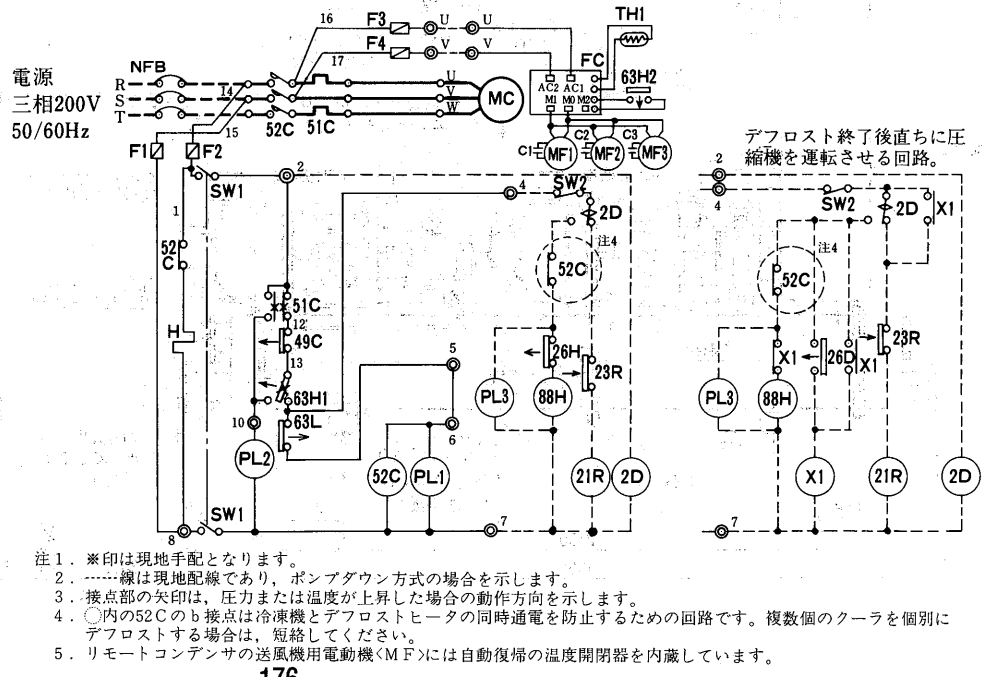 16
F3
U
U
17
F4
V
V
TH1
FC
AC2
AC1
M1
M0
M2
63H2
電源
三相200V
50/60Hz
NFB
R
S
T
14
15
52C
51C
U
V
W
MC
C1
C2
C3
MF1
MF2
MF3
F1
F2
SW1
2
4
SW2
2D
注4
52C
1
52
C
H
51C
12
49C
13
63H1
63L
10
PL2
5
6
52C
PL1
PL3
26H
88H
23R
21R
2D
SW1
8
7
デフロスト終了後直ちに圧
縮機を運転させる回路。
2
4
SW2
2D
X1
注4
52C
X1
26D
X1
23R
PL3
88H
X1
21R
2D
7
注1. ※印は現地手配となります。
2. -----線は現地配線であり, ポンプダウン方式の場合を示します。
3. 接点部の矢印は, 圧力または温度が上昇した場合の動作方向を示します。
4. ◌内の52Cのb接点は冷凍機とデフロストヒータの同時通電を防止するための回路です。複数個のクーラを個別に
デフロストする場合は, 短絡してください。
5. リモートコンデンサの送風機用電動機<MF>には自動復帰の温度開閉器を内蔵しています。
176